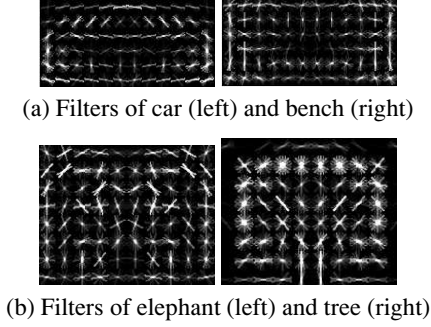 (a) Filters of car (left) and bench (right)
(b) Filters of elephant (left) and tree (right)